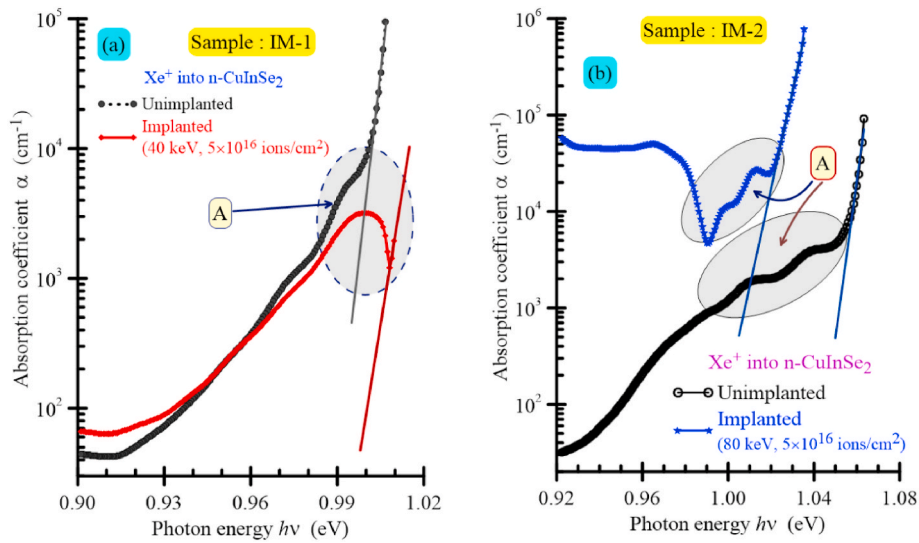 (a)
Sample : IM-1
Xe⁺ into n-CuInSe₂
Unimplanted
Implanted
(40 keV, 5×10¹⁶ ions/cm²)
A
Absorption coefficient α (cm⁻¹)
10⁵
10⁴
10³
10²
0.90
0.93
0.96
0.99
1.02
Photon energy hν (eV)
Sample : IM-2
(b)
A
Xe⁺ into n-CuInSe₂
Unimplanted
Implanted
(80 keV, 5×10¹⁶ ions/cm²)
Absorption coefficient α (cm⁻¹)
10⁶
10⁵
10⁴
10³
10²
0.92
0.96
1.00
1.04
1.08
Photon energy hν (eV)